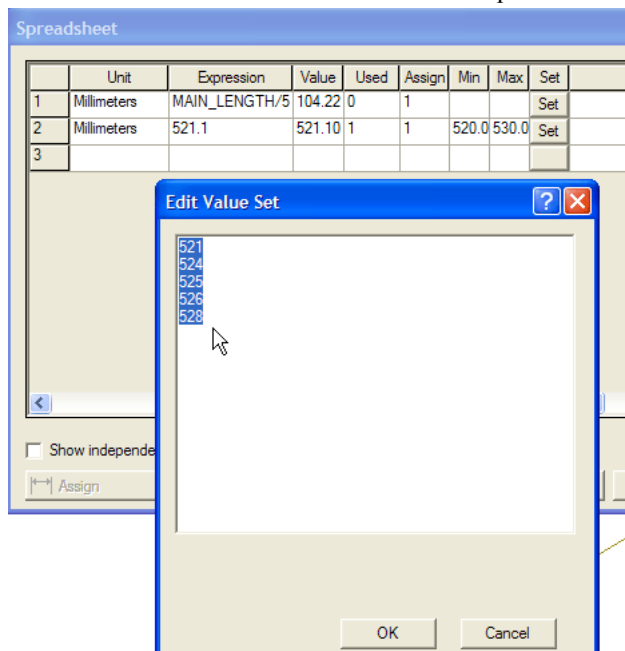 Spreadsheet
Unit Expression Value Used Assign Min Max Set
1 Millimeters MAIN_LENGTH/5 104.22 0 1 Set
2 Millimeters 521.1 521.10 1 1 520.0 530.0 Set
3
Edit Value Set
521
524
525
526
528
Show independe
Assign
OK Cancel